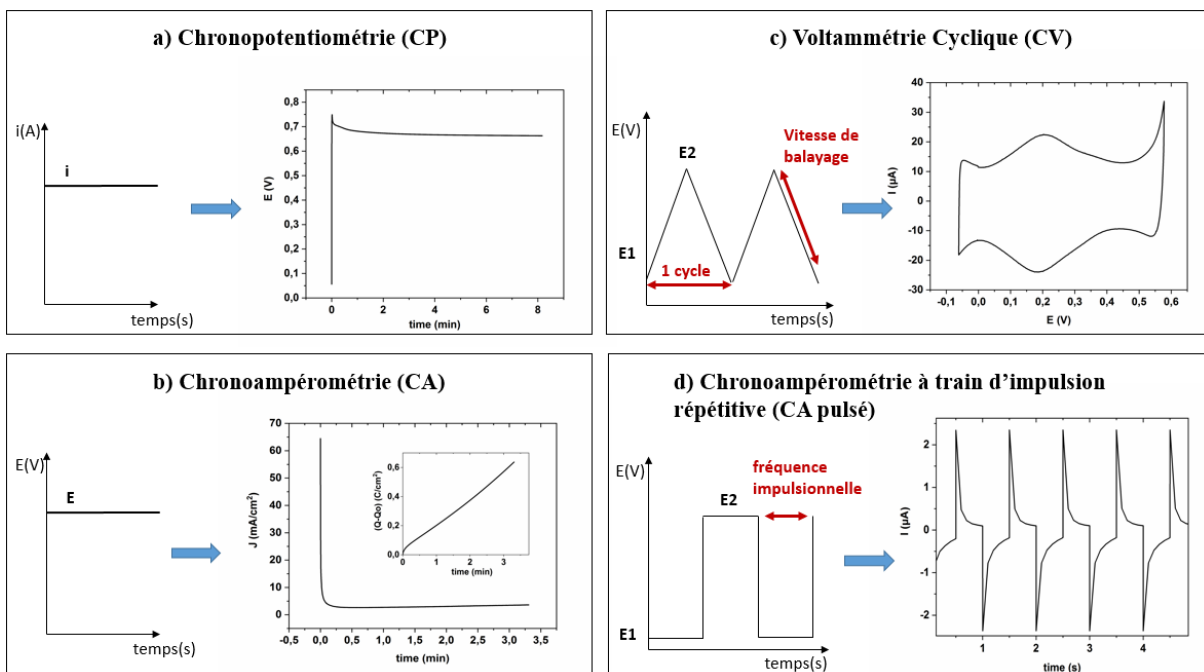 a) Chronopotentiométrie (CP)
i(A)
i
temps(s)
0,8
0,7
0,6
0,5
0,4
0,3
0,2
0,1
0,0
E (V)
0 2 4 6 8
time (min)
c) Voltammétrie Cyclique (CV)
E(V)
E2
Vitesse de
balayage
E1
1 cycle
temps(s)
40
30
20
10
0
-10
-20
-30
I (µA)
-0,1 0,0 0,1 0,2 0,3 0,4 0,5 0,6
E (V)
b) Chronoampérométrie (CA)
E(V)
E
temps(s)
70
60
50
40
30
20
10
0
J (mA/cm²)
-0,5 0,0 0,5 1,0 1,5 2,0 2,5 3,0 3,5
time (min)
0,6
0,4
0,2
0,0
(Q-Qo) (C/cm²)
0 1 2 3
time (min)
d) Chronoampérométrie à train d’impulsion
répétitive (CA pulsé)
E(V)
E2
fréquence
impulsionnelle
E1
temps(s)
2
1
0
-1
-2
I (µA)
1 2 3 4
time (s)